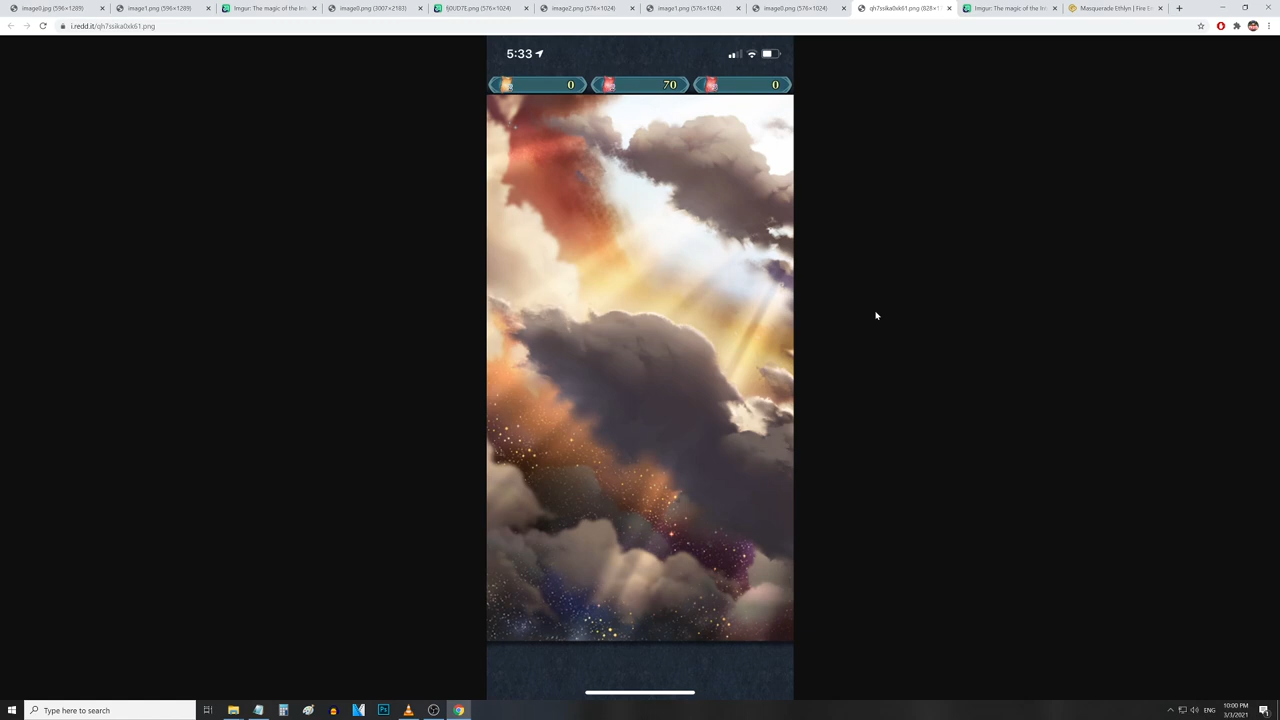 image0.jpg (596×1289)
image1.png (596×1289)
Imgur: The magic of the Int
image0.png (3007×2183)
fj0UD7E.png (576×1024)
image2.png (576×1024)
image1.png (576×1024)
image0.png (576×1024)
qh7ssika0xk61.png (828×1
Imgur: The magic of the Int
Masquerade Ethlyn | Fire E
i.redd.it/qh7ssika0xk61.png
5:33
0 70 0
Type here to search
ENG
10:00 PM
3/3/2021